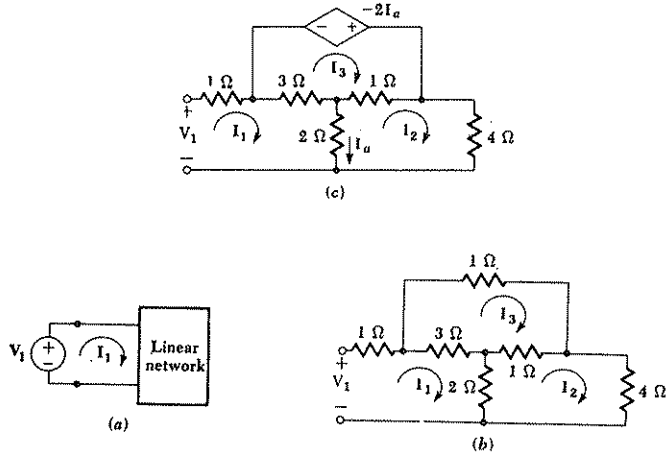 −2I_a
− +
I_3
1 Ω 3 Ω 1 Ω
+
V_1 I_1 2 Ω I_a I_2 4 Ω
−
(c)
1 Ω
I_3
1 Ω 3 Ω 1 Ω
+
V_1 I_1 2 Ω I_2 4 Ω
−
(b)
V_1 + − I_1 Linear
network
(a)